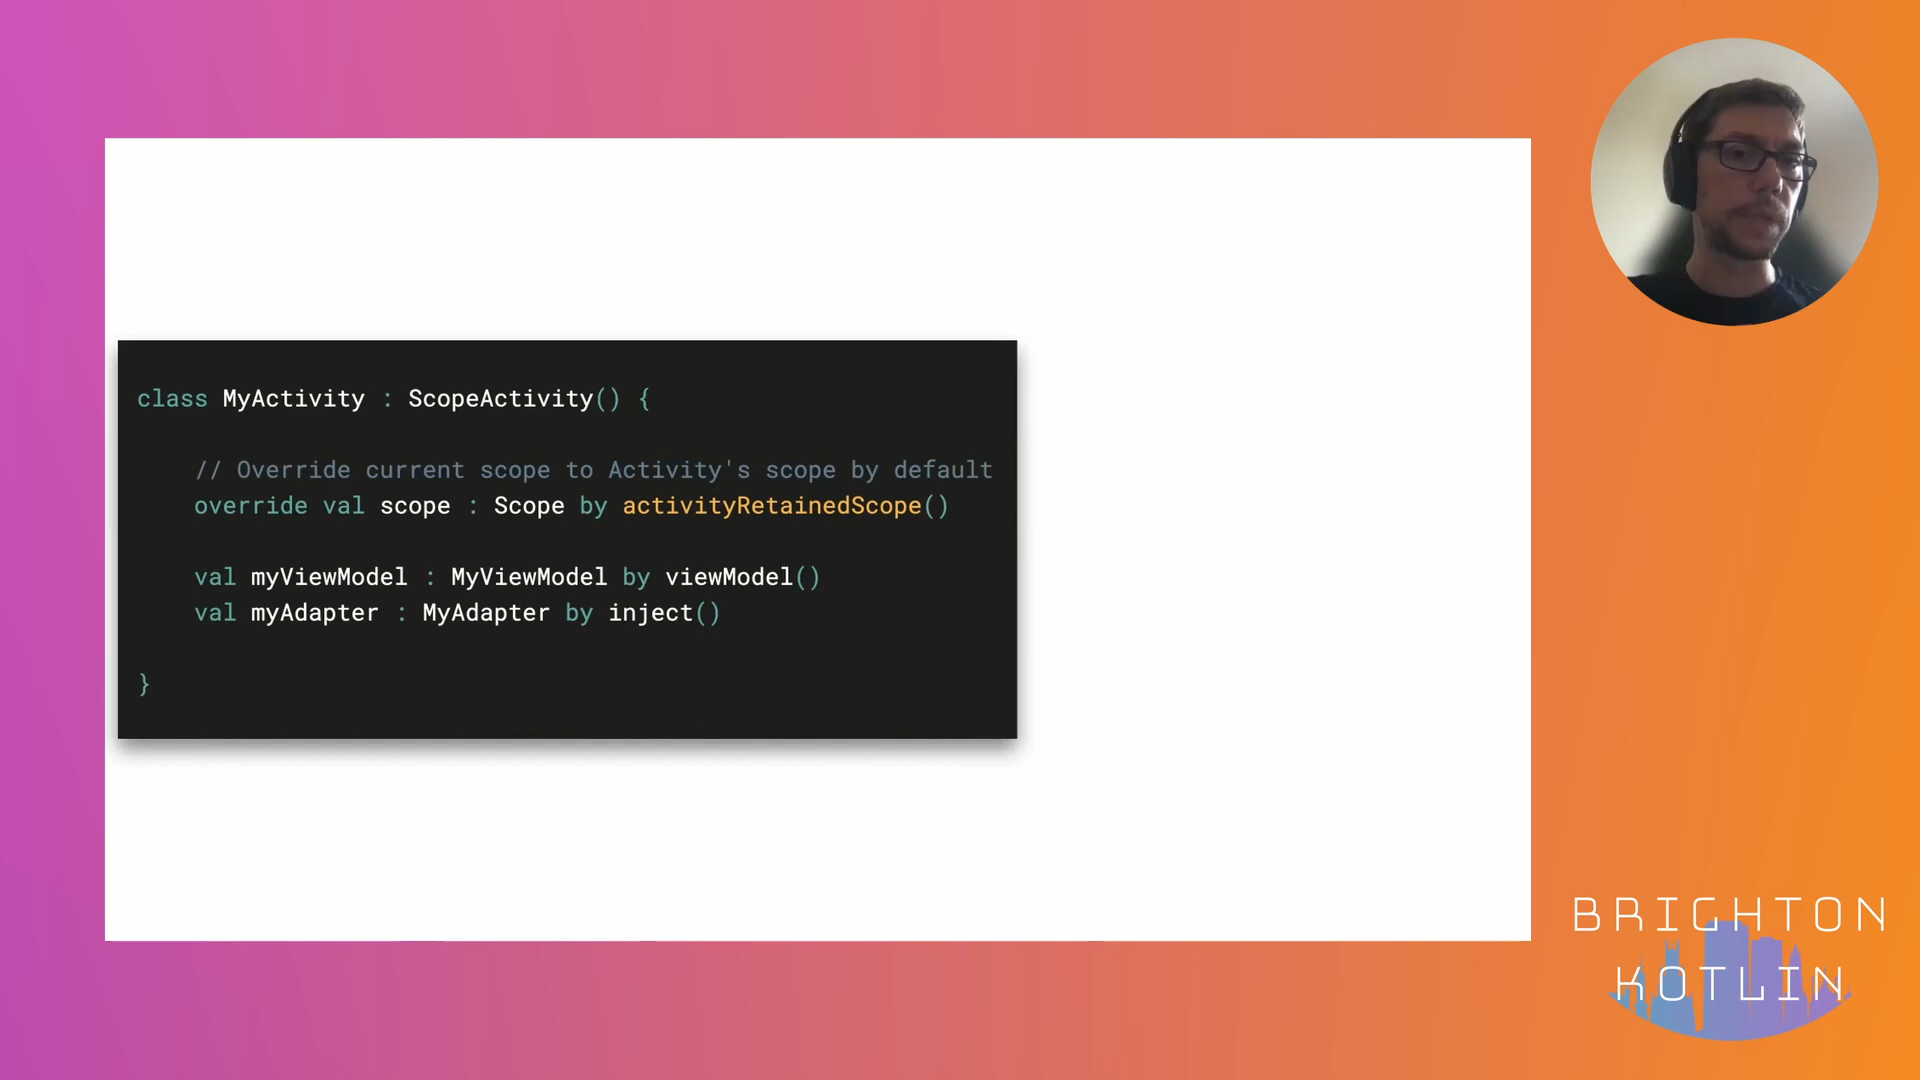 class MyActivity : ScopeActivity() {
// Override current scope to Activity's scope by default
override val scope : Scope by activityRetainedScope()
val myViewModel : MyViewModel by viewModel()
val myAdapter : MyAdapter by inject()
}
BRIGHTON
KOTLIN